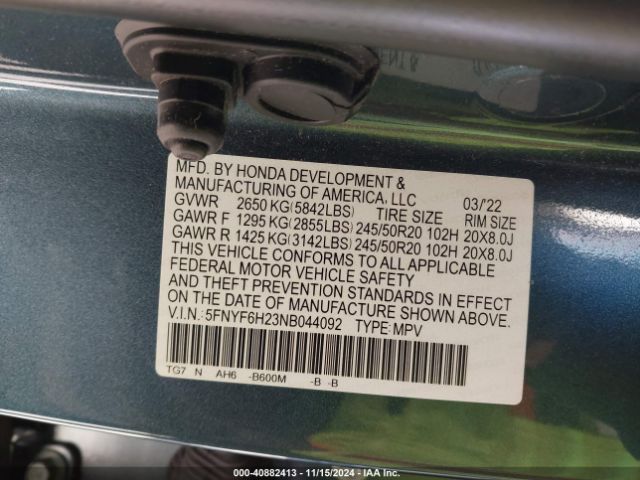 MFD. BY HONDA DEVELOPMENT &
MANUFACTURING OF AMERICA, LLC 03/'22
GVWR 2650 KG(5842LBS) TIRE SIZE RIM SIZE
GAWR F 1295 KG(2855LBS) 245/50R20 102H 20X8.0J
GAWR R 1425 KG(3142LBS) 245/50R20 102H 20X8.0J
THIS VEHICLE CONFORMS TO ALL APPLICABLE
FEDERAL MOTOR VEHICLE SAFETY
AND THEFT PREVENTION STANDARDS IN EFFECT
ON THE DATE OF MANUFACTURE SHOWN ABOVE.
V.I.N.: 5FNYF6H23NB044092 TYPE: MPV
TG7 N AH6 -B600M -B -B
000-40882413 - 11/15/2024 - IAA Inc.